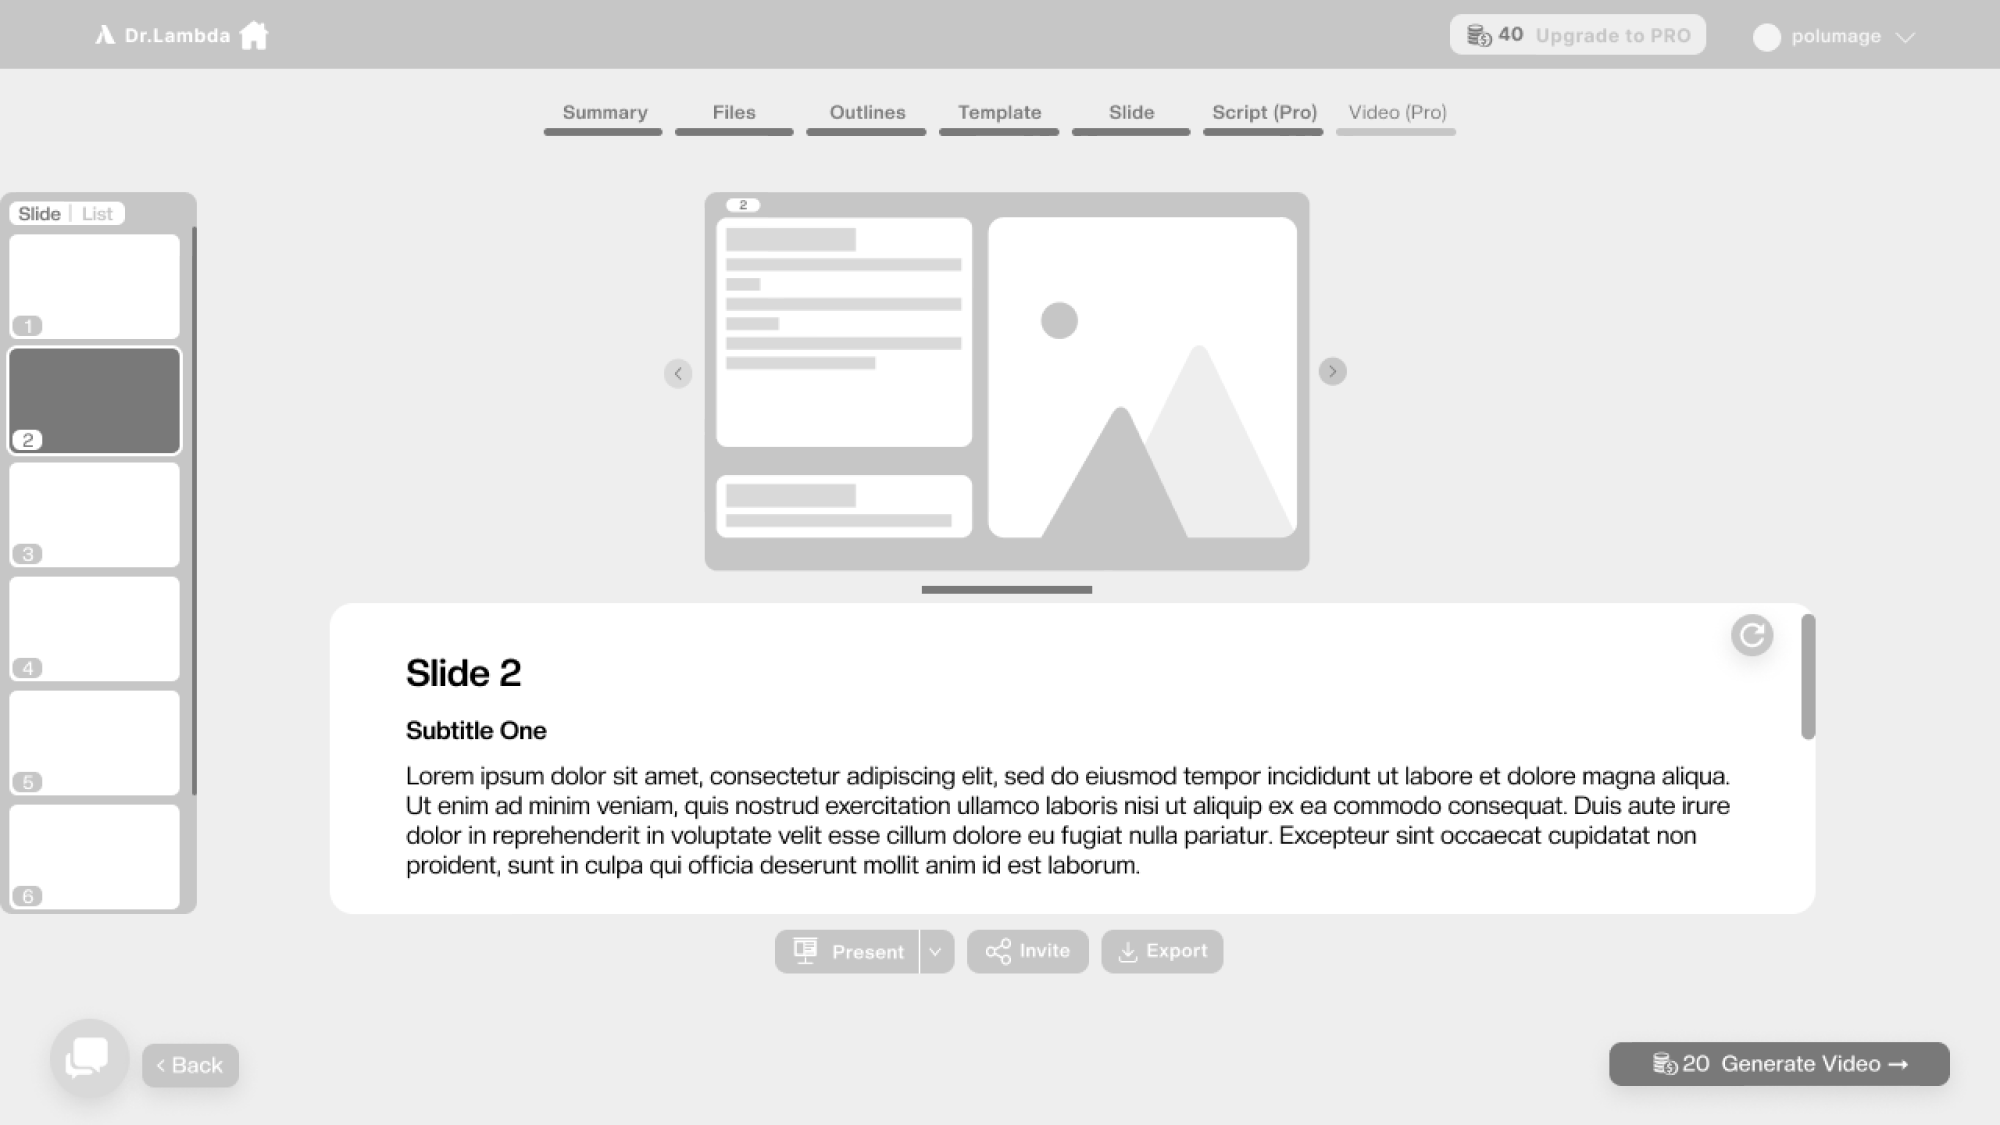 Dr.Lambda
40 Upgrade to PRO
polumage
Summary
Files
Outlines
Template
Slide
Script (Pro)
Video (Pro)
Slide | List
1
2
3
4
5
6
2
Slide 2
Subtitle One
Lorem ipsum dolor sit amet, consectetur adipiscing elit, sed do eiusmod tempor incididunt ut labore et dolore magna aliqua.
Ut enim ad minim veniam, quis nostrud exercitation ullamco laboris nisi ut aliquip ex ea commodo consequat. Duis aute irure
dolor in reprehenderit in voluptate velit esse cillum dolore eu fugiat nulla pariatur. Excepteur sint occaecat cupidatat non
proident, sunt in culpa qui officia deserunt mollit anim id est laborum.
Present
Invite
Export
‹ Back
20 Generate Video →